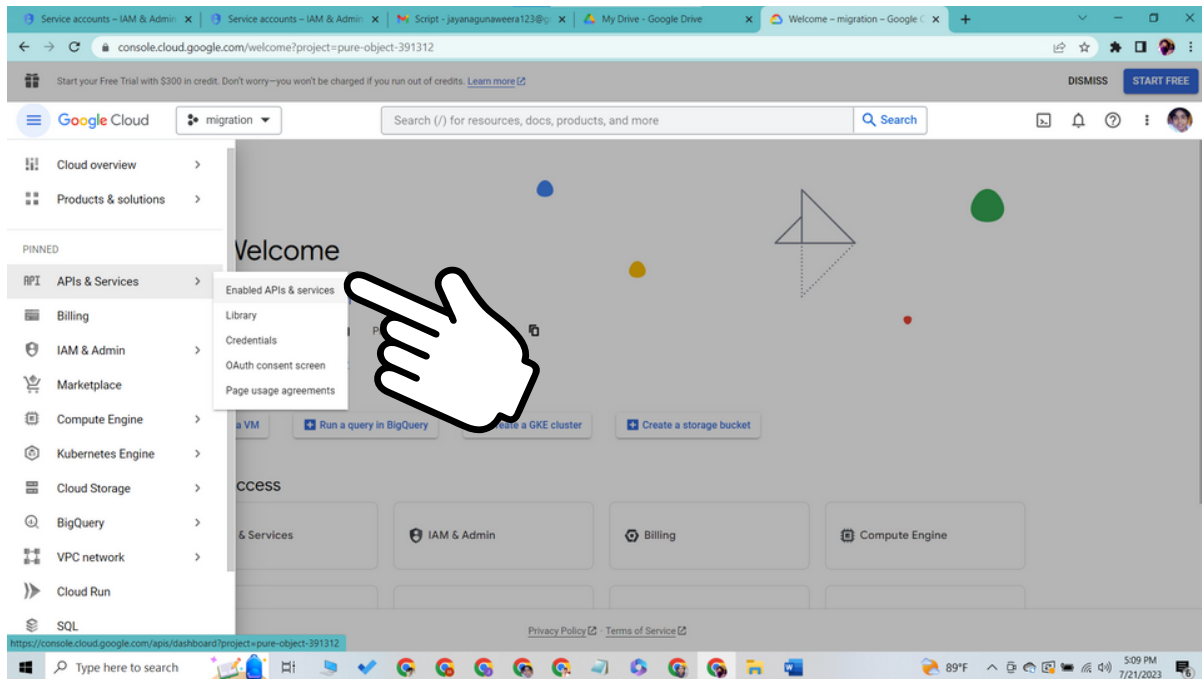 Service accounts – IAM & Admin
Service accounts – IAM & Admin
Script - jayanagunaweera123@g
My Drive - Google Drive
Welcome – migration – Google C
console.cloud.google.com/welcome?project=pure-object-391312
Start your Free Trial with $300 in credit. Don't worry—you won't be charged if you run out of credits. Learn more
DISMISS
START FREE
Google Cloud
migration
Search (/) for resources, docs, products, and more
Search
Cloud overview
Products & solutions
PINNED
Welcome
API APIs & Services
Enabled APIs & services
Billing
Library
Credentials
IAM & Admin
OAuth consent screen
Marketplace
Page usage agreements
Compute Engine
a VM
Run a query in BigQuery
Create a GKE cluster
Create a storage bucket
Kubernetes Engine
Cloud Storage
ccess
BigQuery
& Services
IAM & Admin
Billing
Compute Engine
VPC network
Cloud Run
SQL
Privacy Policy · Terms of Service
https://console.cloud.google.com/apis/dashboard?project=pure-object-391312
Type here to search
89°F
5:09 PM
7/21/2023
6